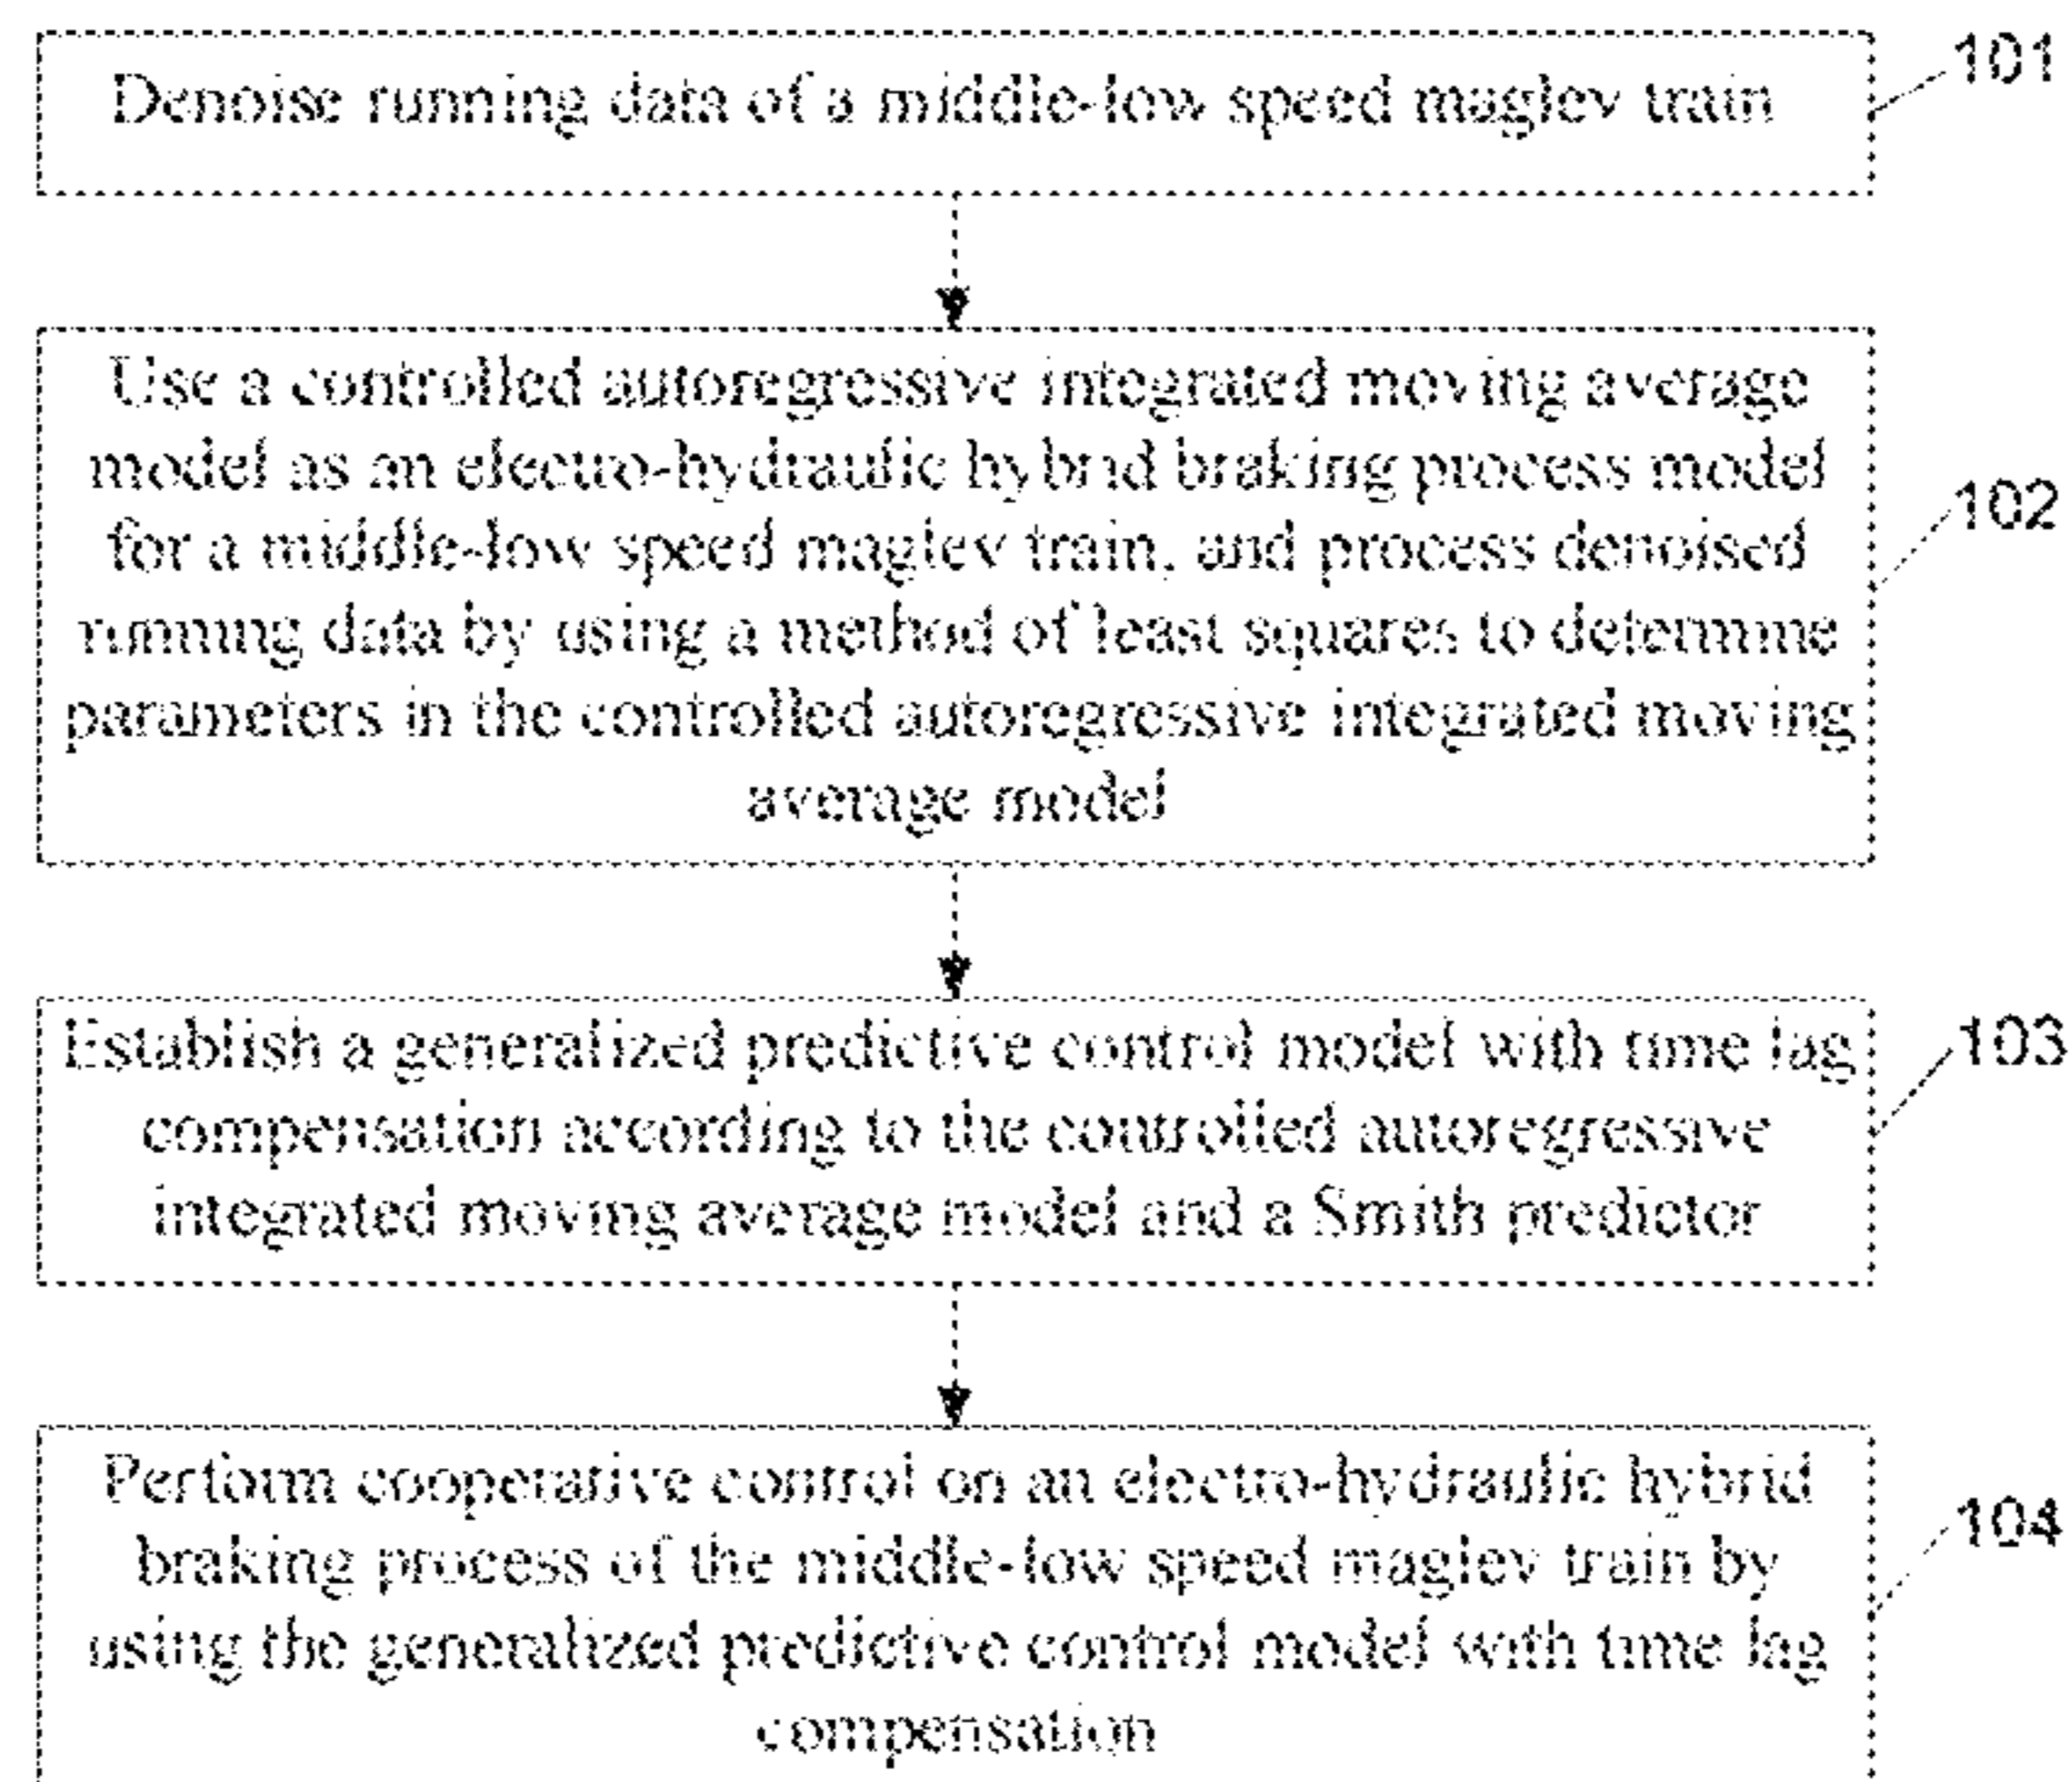 Denoise running data of a middle-low speed maglev train
101
Use a controlled autoregressive integrated moving average
model as an electro-hydraulic hybrid braking process model
for a middle-low speed maglev train, and process denoised
running data by using a method of least squares to determine
parameters in the controlled autoregressive integrated moving
average model
102
Establish a generalized predictive control model with time lag
compensation according to the controlled autoregressive
integrated moving average model and a Smith predictor
103
Perform cooperative control on an electro-hydraulic hybrid
braking process of the middle-low speed maglev train by
using the generalized predictive control model with time lag
compensation
104